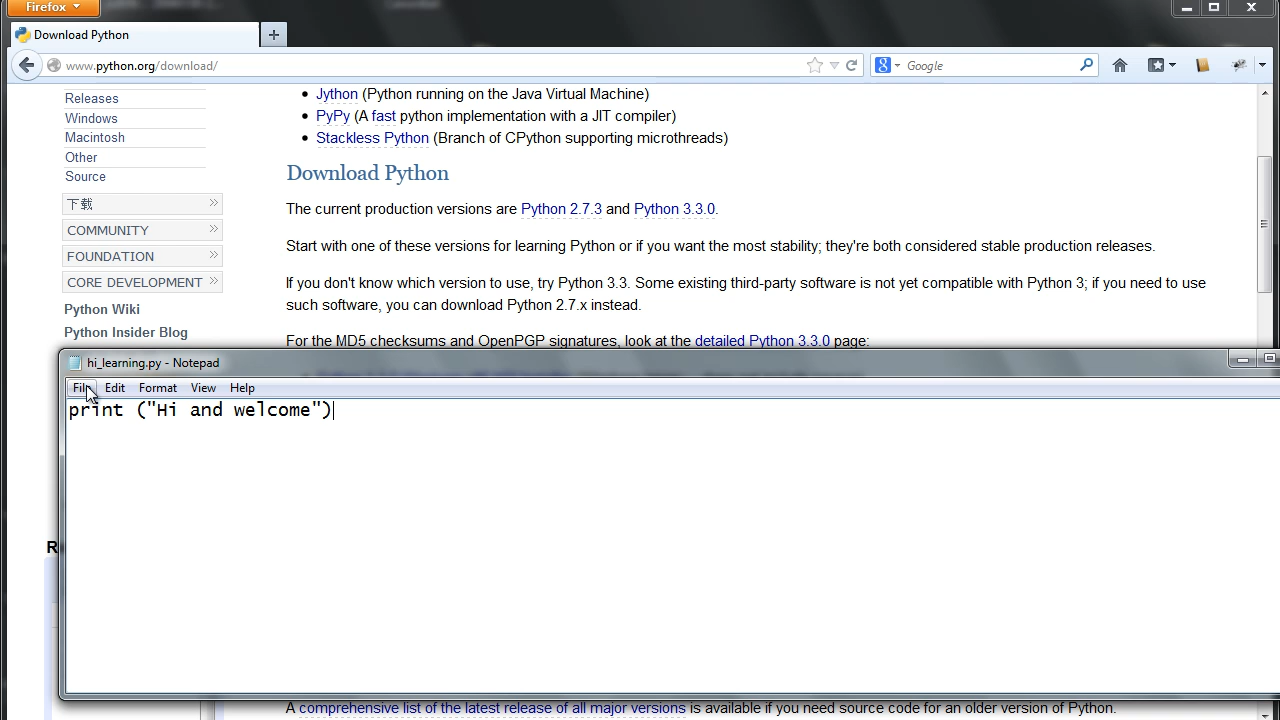 Firefox
Download Python
www.python.org/download/
Google
Releases
Windows
Macintosh
Other
Source
下载
COMMUNITY
FOUNDATION
CORE DEVELOPMENT
Python Wiki
Python Insider Blog
Jython (Python running on the Java Virtual Machine)
PyPy (A fast python implementation with a JIT compiler)
Stackless Python (Branch of CPython supporting microthreads)
Download Python
The current production versions are Python 2.7.3 and Python 3.3.0.
Start with one of these versions for learning Python or if you want the most stability; they're both considered stable production releases.
If you don't know which version to use, try Python 3.3. Some existing third-party software is not yet compatible with Python 3; if you need to use
such software, you can download Python 2.7.x instead.
For the MD5 checksums and OpenPGP signatures, look at the detailed Python 3.3.0 page:
hi_learning.py - Notepad
File Edit Format View Help
print ("Hi and welcome")
R
A comprehensive list of the latest release of all major versions is available if you need source code for an older version of Python.